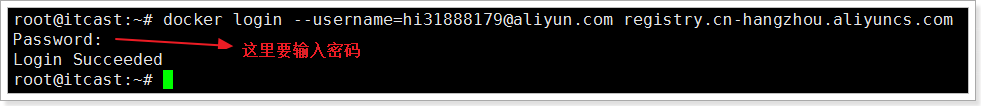 root@itcast:~# docker login --username=hi31888179@aliyun.com registry.cn-hangzhou.aliyuncs.com
Password:
这里要输入密码
Login Succeeded
root@itcast:~#